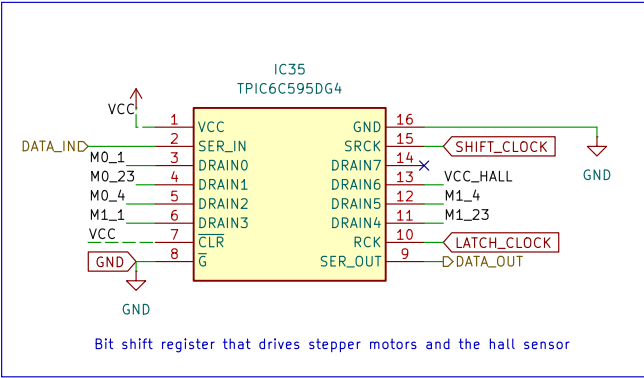 IC35
TPIC6C595DG4
VCC
1 VCC GND 16
DATA_IN 2 SER_IN SRCK 15 SHIFT_CLOCK
M0_1 3 DRAIN0 DRAIN7 14
M0_23 4 DRAIN1 DRAIN6 13 VCC_HALL
M0_4 5 DRAIN2 DRAIN5 12 M1_4
M1_1 6 DRAIN3 DRAIN4 11 M1_23
VCC 7 CLR RCK 10 LATCH_CLOCK
GND 8 G SER_OUT 9 DATA_OUT
GND
GND
Bit shift register that drives stepper motors and the hall sensor